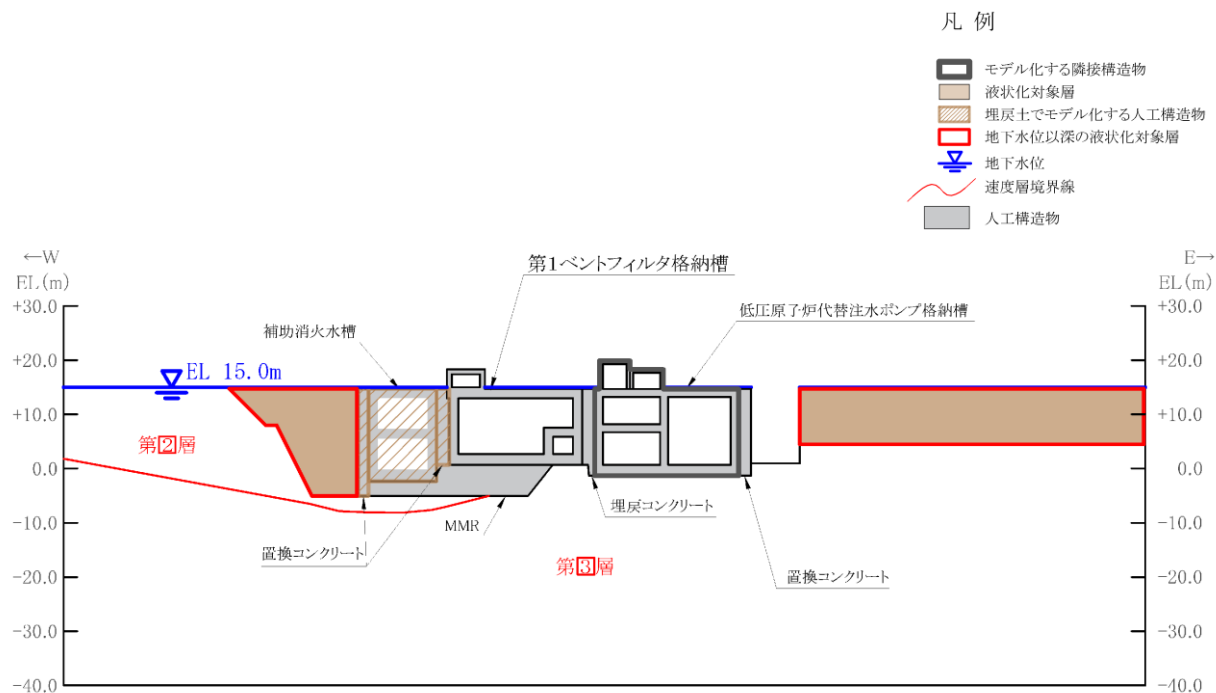 凡 例
モデル化する隣接構造物
液状化対象層
埋戻土でモデル化する人工構造物
地下水位以深の液状化対象層
地下水位
速度層境界線
人工構造物
←W
EL(m)
E→
EL(m)
第1ベントフィルタ格納槽
低圧原子炉代替注水ポンプ格納槽
補助消火水槽
EL 15.0m
第2層
埋戻コンクリート
MMR
置換コンクリート
第3層
置換コンクリート
+30.0
+20.0
+10.0
0.0
-10.0
-20.0
-30.0
-40.0
+30.0
+20.0
+10.0
0.0
-10.0
-20.0
-30.0
-40.0